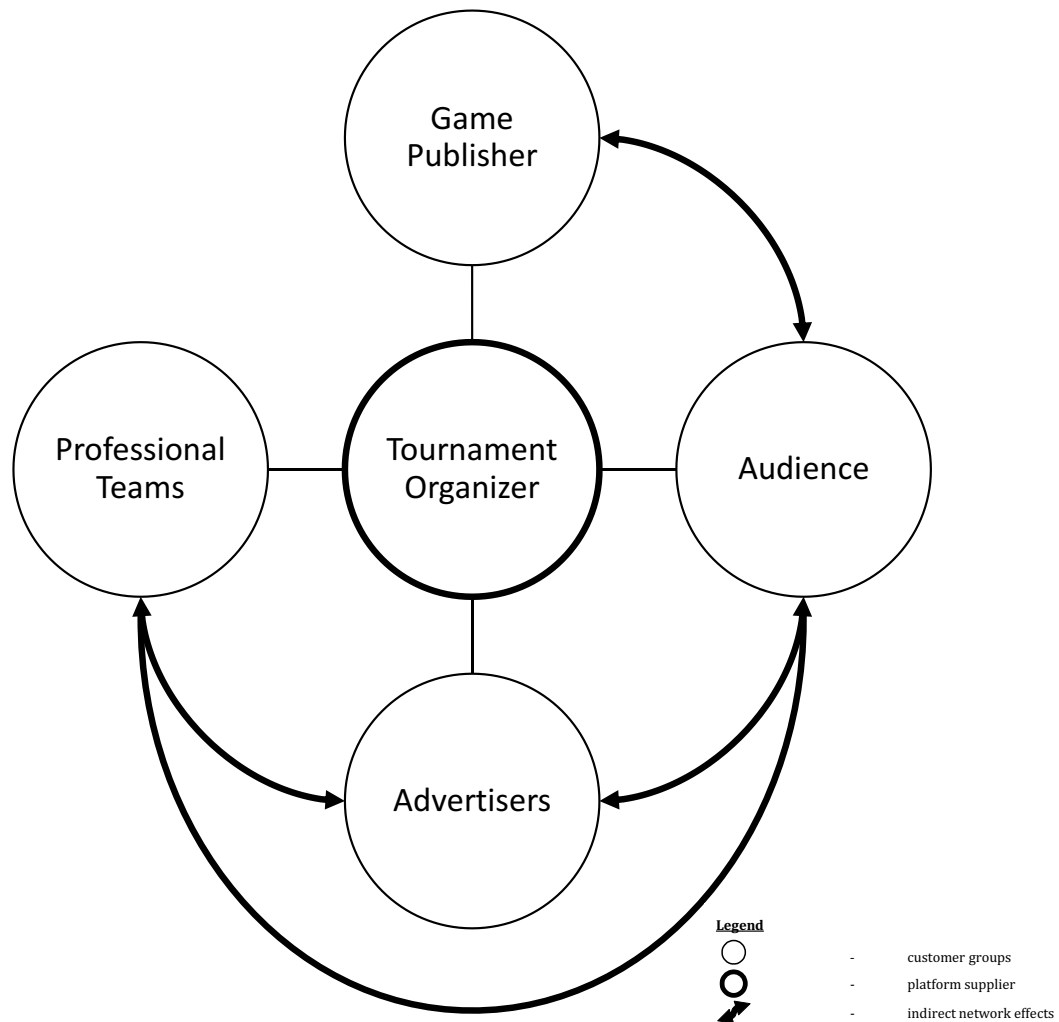 Game
Publisher
Professional
Teams
Tournament
Organizer
Audience
Advertisers
Legend
- customer groups
- platform supplier
- indirect network effects